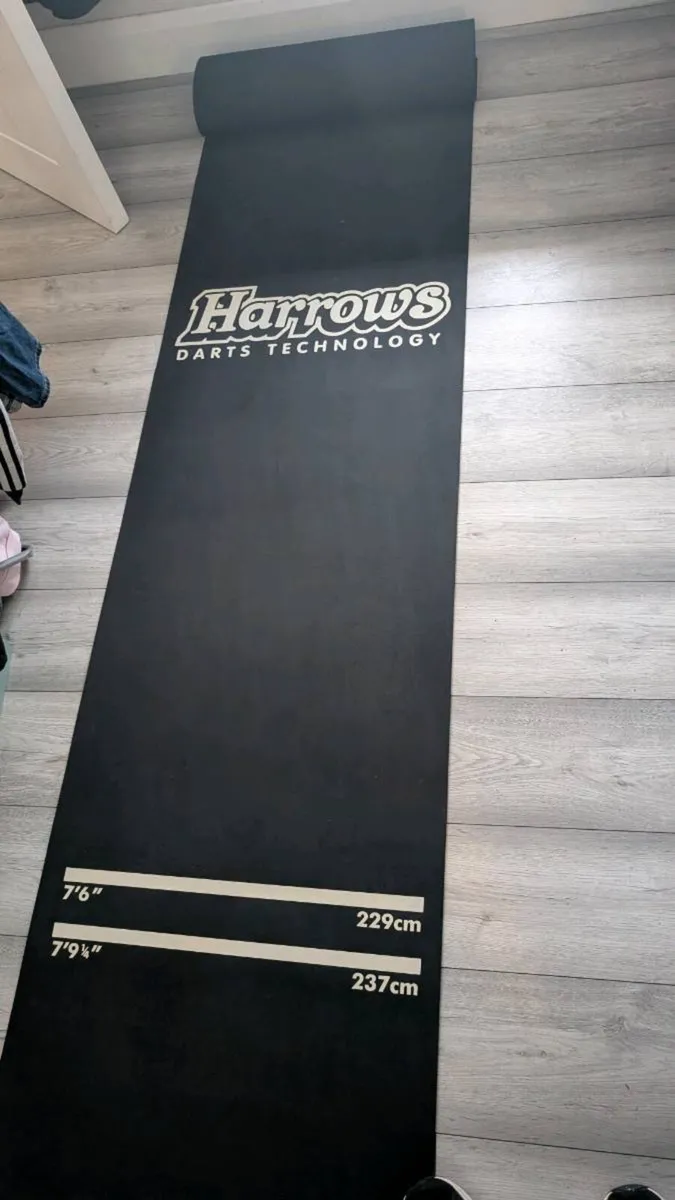 Harrows
DARTS TECHNOLOGY
7'6"
229cm
7'9¼"
237cm